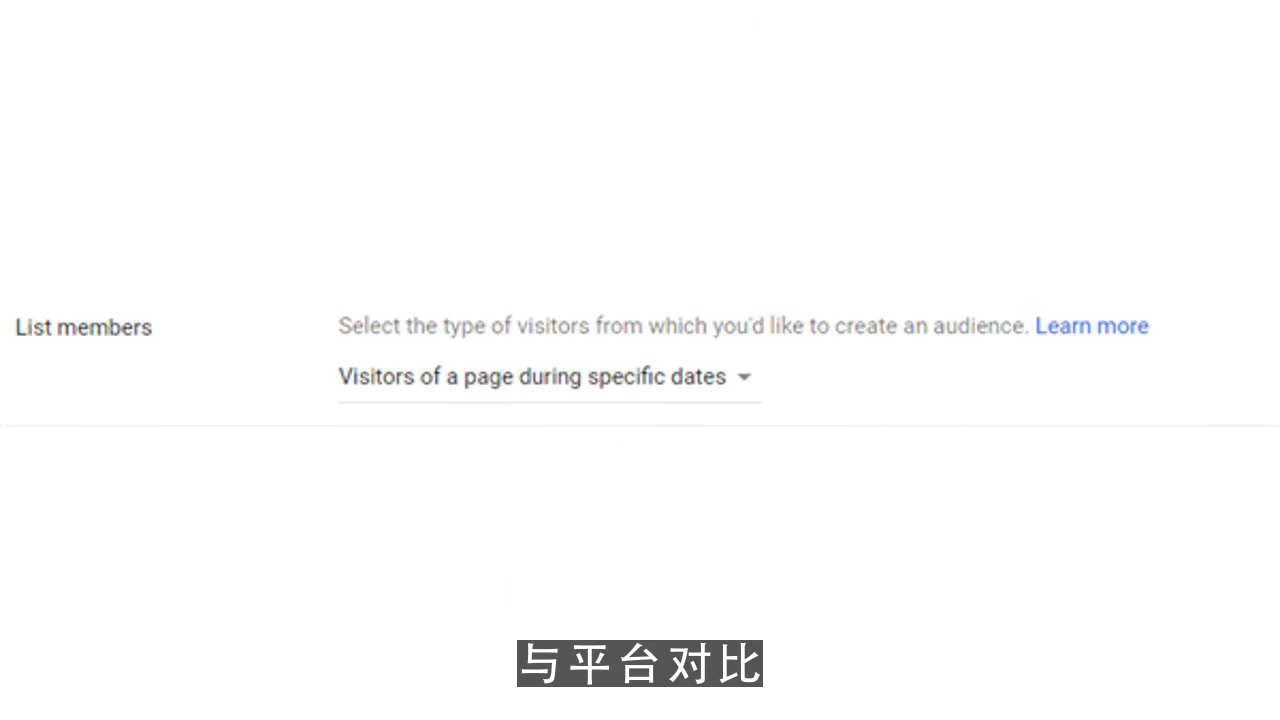 List members
Select the type of visitors from which you'd like to create an audience. Learn more
Visitors of a page during specific dates
与平台对比